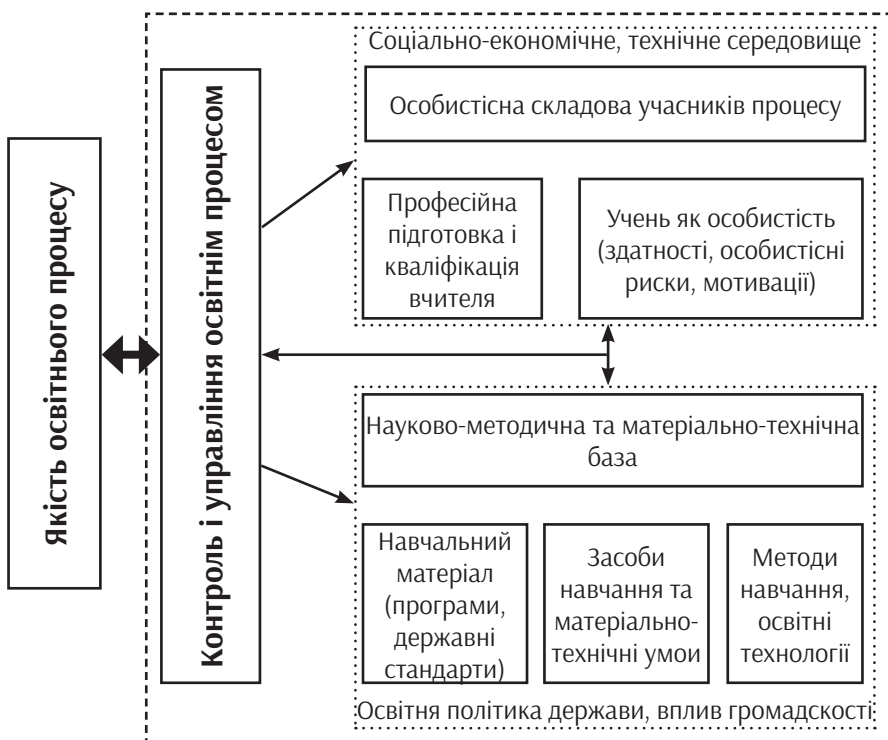 Якість освітнього процесу
Контроль і управління освітнім процесом
Соціально-економічне, технічне середовище
Особистісна складова учасників процесу
Професійна
підготовка і
кваліфікація
вчителя
Учень як особистість
(здатності, особистісні
риски, мотивації)
Науково-методична та матеріально-технічна
база
Навчальний
матеріал
(програми,
державні
стандарти)
Засоби
навчання та
матеріально-
технічні умои
Методи
навчання,
освітні
технології
Освітня політика держави, вплив громадскості